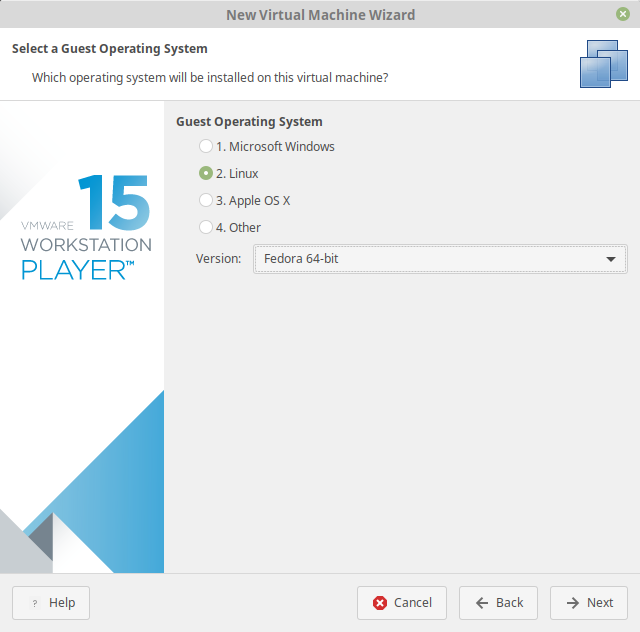 New Virtual Machine Wizard
Select a Guest Operating System
Which operating system will be installed on this virtual machine?
15
VMWARE
WORKSTATION
PLAYER™
Guest Operating System
1. Microsoft Windows
2. Linux
3. Apple OS X
4. Other
Version: Fedora 64-bit
? Help
Cancel
Back
Next